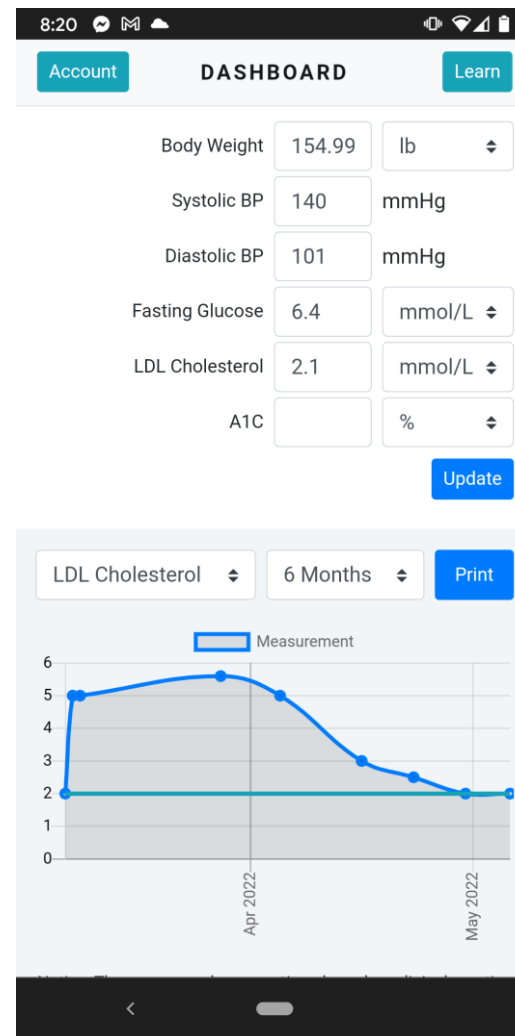 8:20
Account DASHBOARD Learn
Body Weight 154.99 lb
Systolic BP 140 mmHg
Diastolic BP 101 mmHg
Fasting Glucose 6.4 mmol/L
LDL Cholesterol 2.1 mmol/L
A1C %
Update
LDL Cholesterol 6 Months Print
Measurement
6
5
4
3
2
1
0
Apr 2022
May 2022